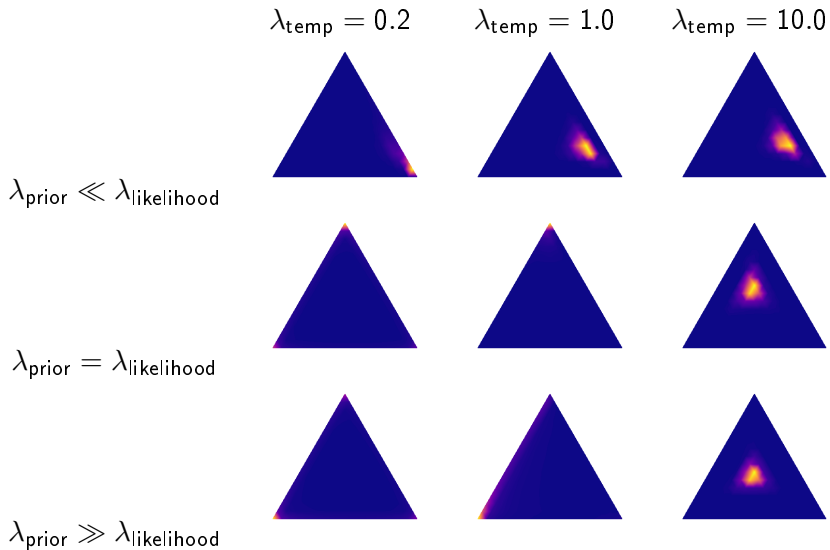 λtemp = 0.2 λtemp = 1.0 λtemp = 10.0
λprior ≪ λlikelihood
λprior = λlikelihood
λprior ≫ λlikelihood